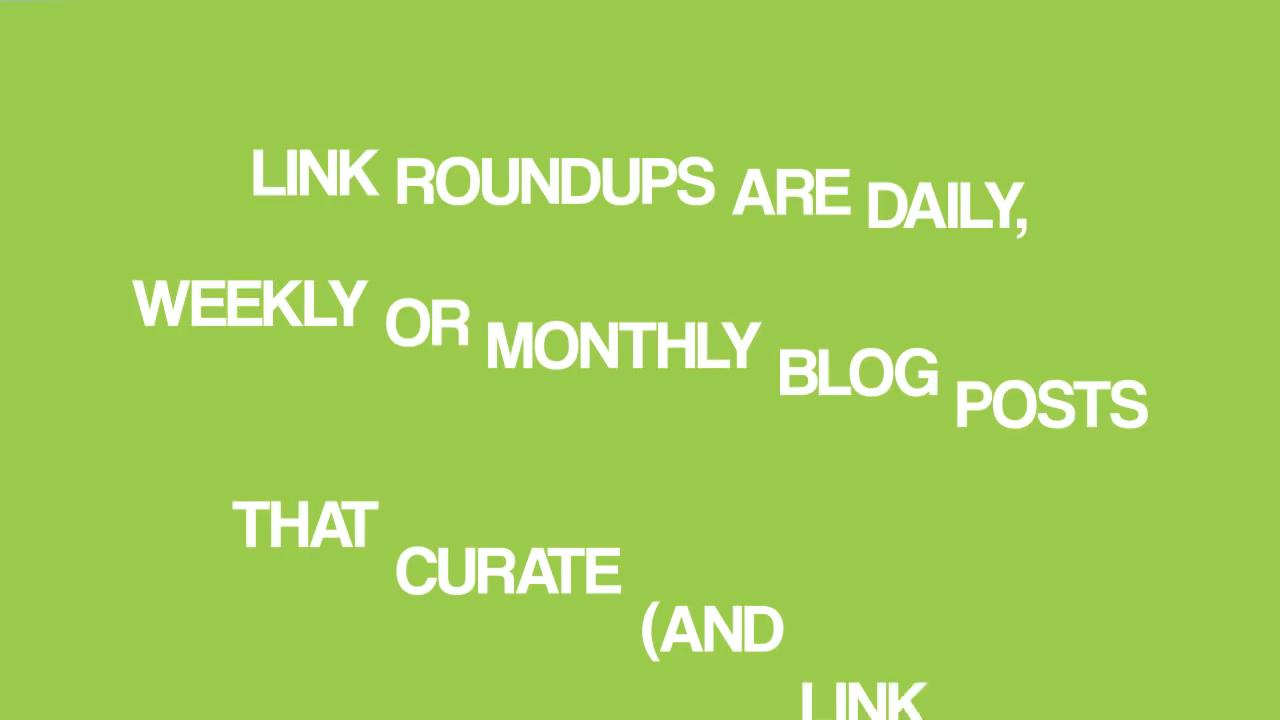 LINK ROUNDUPS ARE DAILY,
WEEKLY OR MONTHLY BLOG POSTS
THAT CURATE (AND LINK